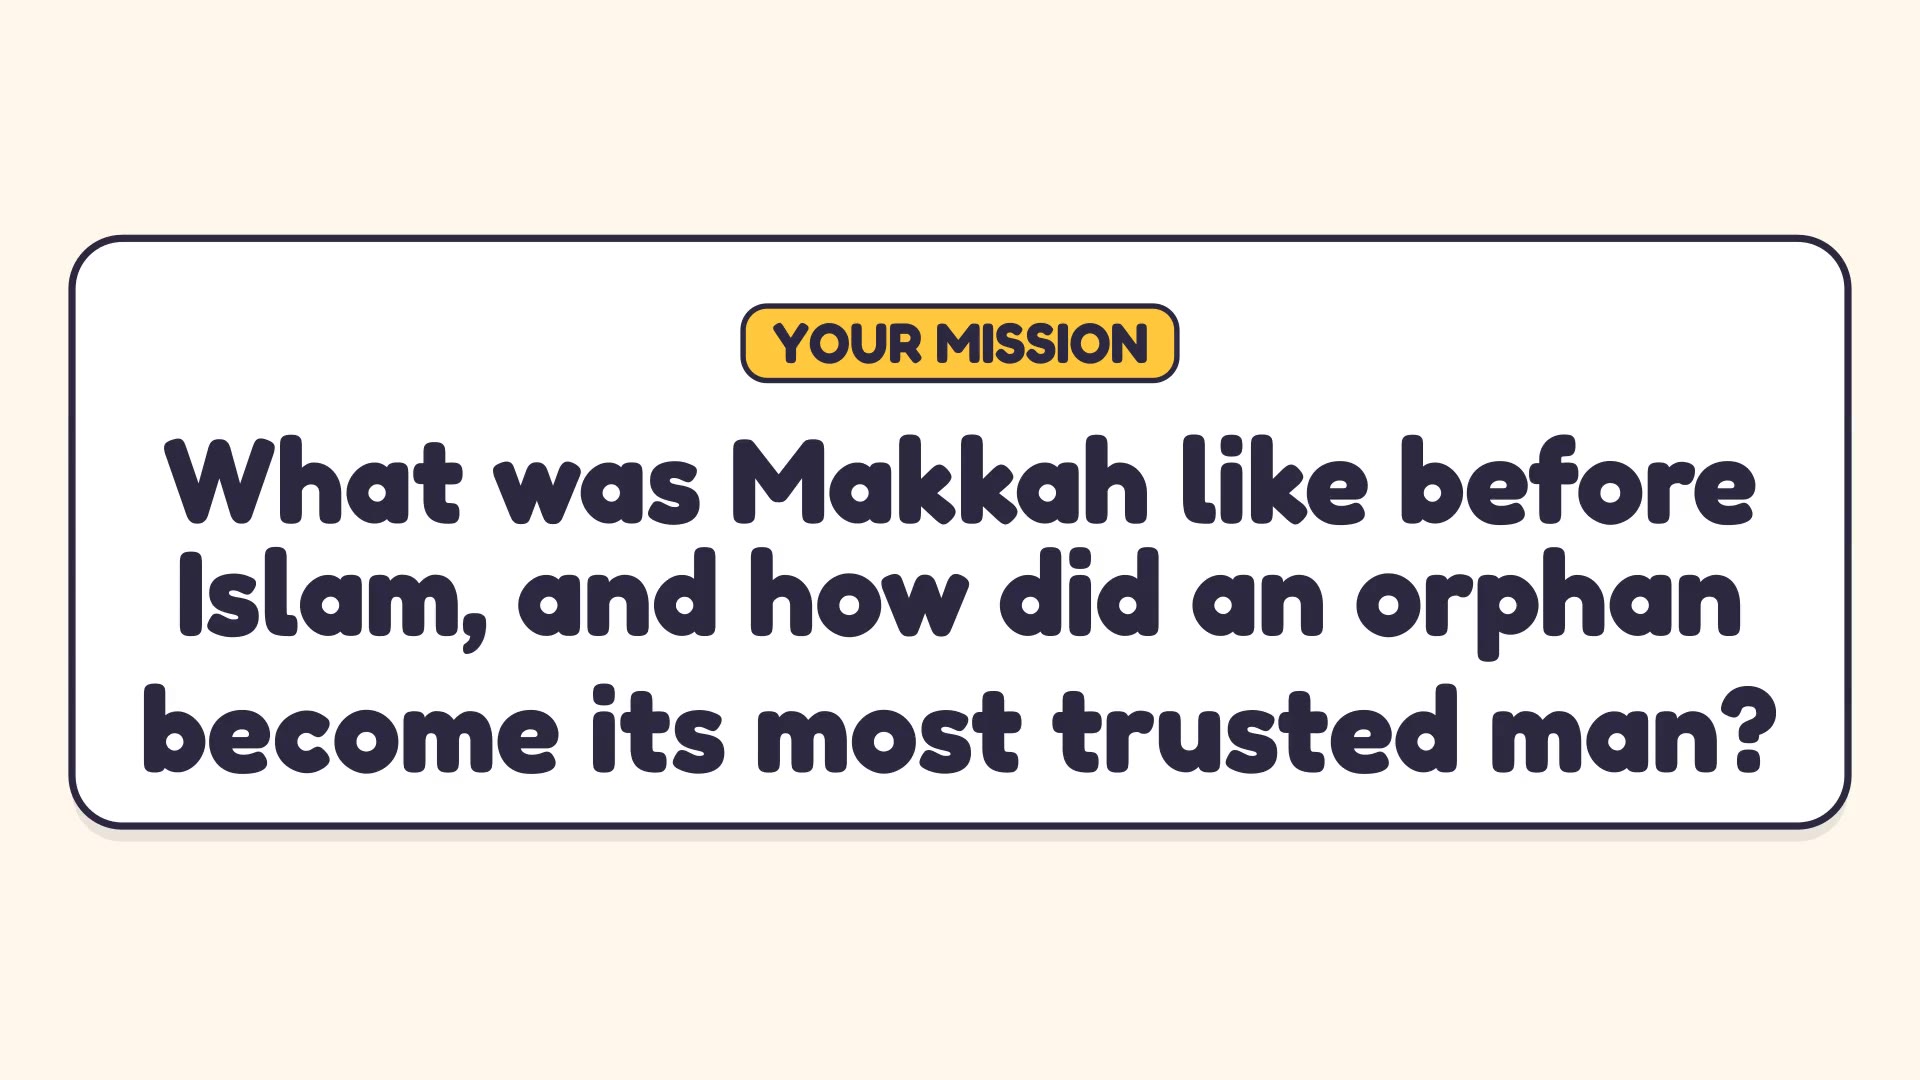 YOUR MISSION
What was Makkah like before
Islam, and how did an orphan
become its most trusted man?